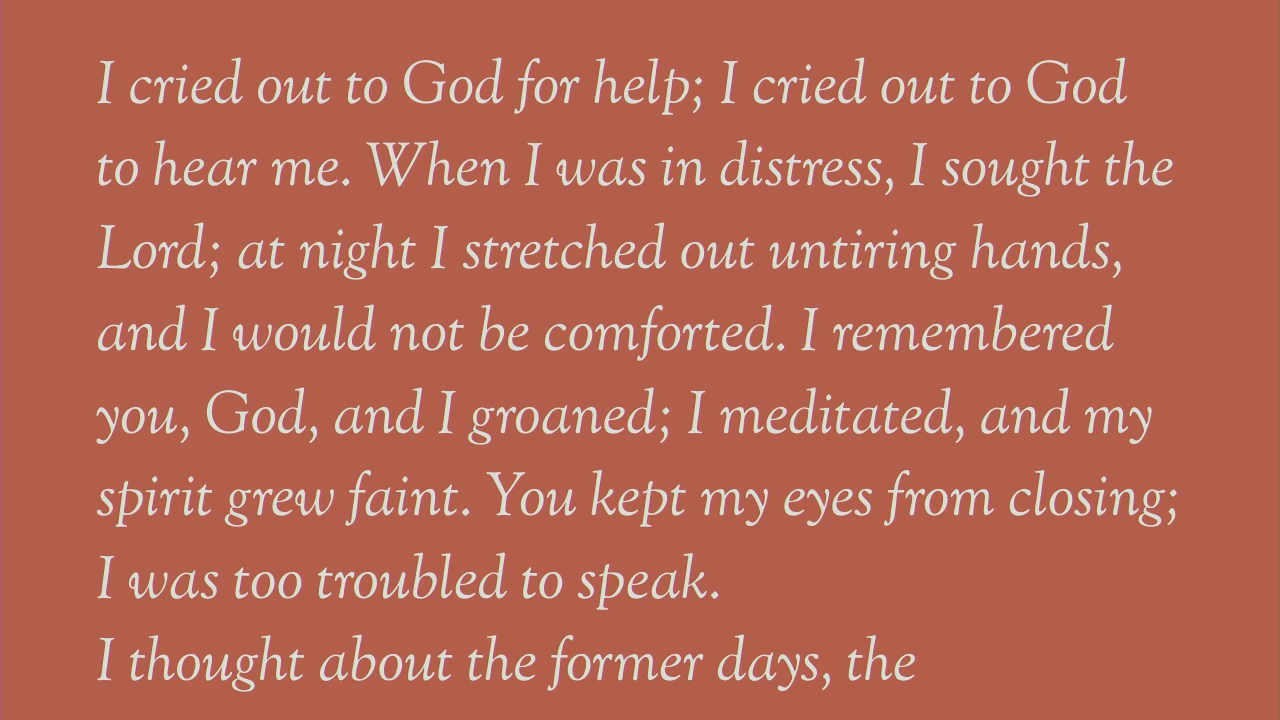 I cried out to God for help; I cried out to God
to hear me. When I was in distress, I sought the
Lord; at night I stretched out untiring hands,
and I would not be comforted. I remembered
you, God, and I groaned; I meditated, and my
spirit grew faint. You kept my eyes from closing;
I was too troubled to speak.
I thought about the former days, the